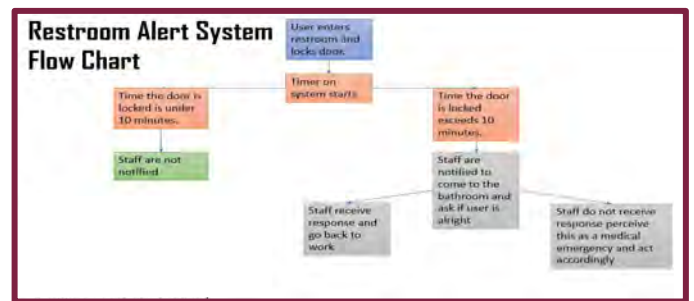 Restroom Alert System
Flow Chart
User enters
restroom and
locks door.
Timer on
system starts
Time the door is
locked is under
10 minutes.
Time the door
is locked
exceeds 10
minutes.
Staff are not
notified
Staff are
notified to
come to the
bathroom and
ask if user is
alright
Staff receive
response and
go back to
work
Staff do not receive
response perceive
this as a medical
emergency and act
accordingly